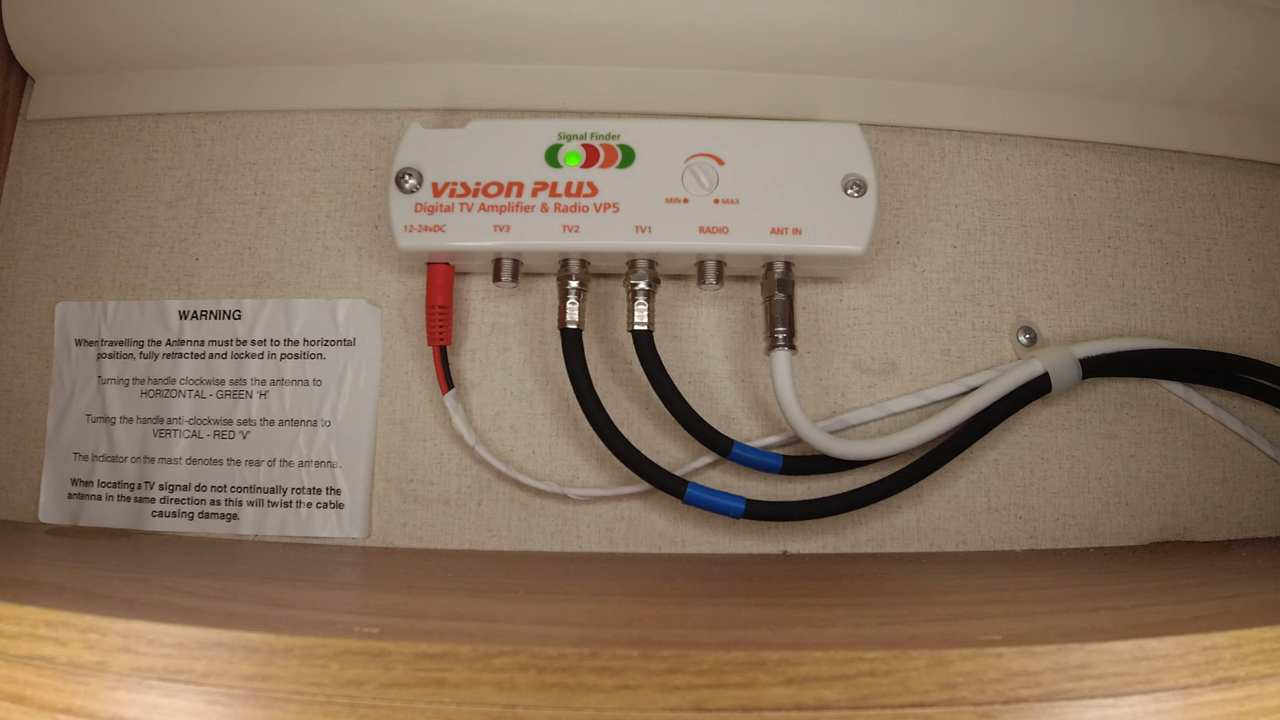 Signal Finder
VISION PLUS
Digital TV Amplifier & Radio VP5
MIN MAX
12-24vDC TV3 TV2 TV1 RADIO ANT IN
WARNING
When travelling the Antenna must be set to the horizontal
position, fully retracted and locked in position.
Turning the handle clockwise sets the antenna to
HORIZONTAL - GREEN 'H'
Turning the handle anti-clockwise sets the antenna to
VERTICAL - RED 'V'
The indicator on the mast denotes the rear of the antenna.
When locating a TV signal do not continually rotate the
antenna in the same direction as this will twist the cable
causing damage.